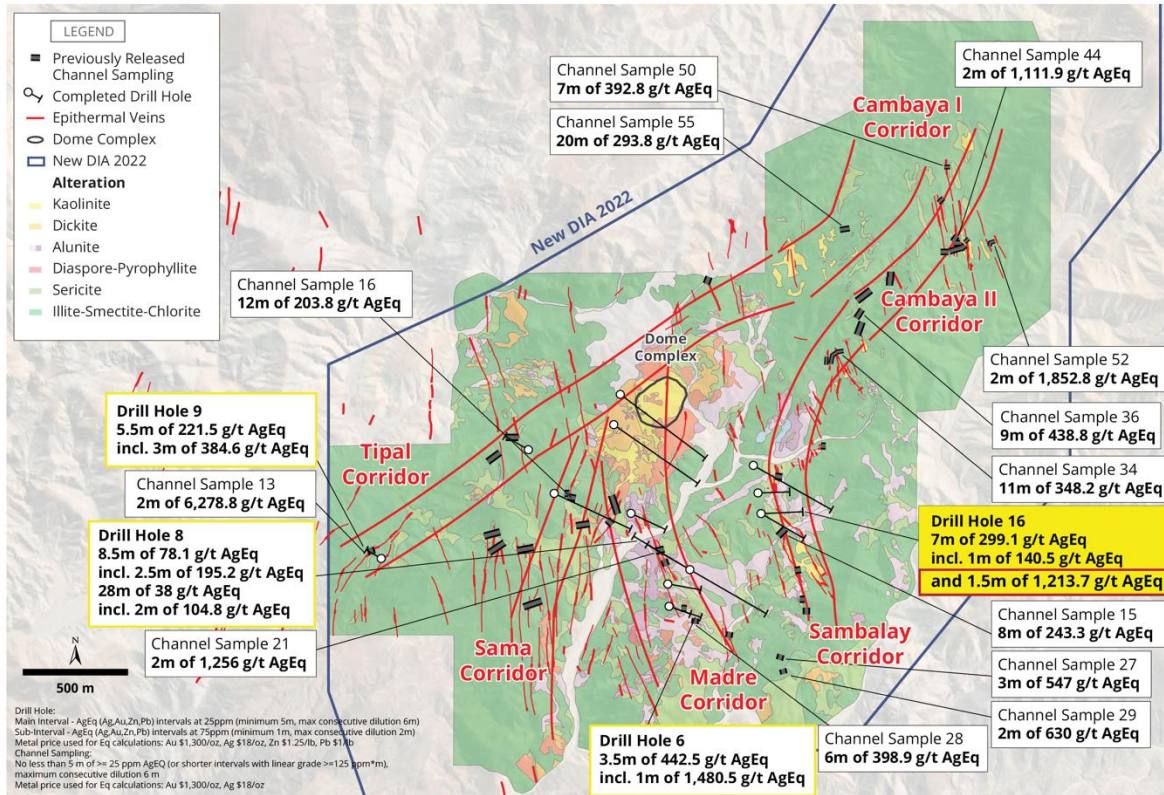 LEGEND
Previously Released
Channel Sampling
Completed Drill Hole
Epithermal Veins
Dome Complex
New DIA 2022
Alteration
Kaolinite
Dickite
Alunite
Diaspore-Pyrophyllite
Sericite
Illite-Smectite-Chlorite
Channel Sample 44
2m of 1,111.9 g/t AgEq
Channel Sample 50
7m of 392.8 g/t AgEq
Channel Sample 55
20m of 293.8 g/t AgEq
Cambaya I
Corridor
New DIA 2022
Channel Sample 16
12m of 203.8 g/t AgEq
Cambaya II
Corridor
Dome
Complex
Channel Sample 52
2m of 1,852.8 g/t AgEq
Channel Sample 36
9m of 438.8 g/t AgEq
Channel Sample 34
11m of 348.2 g/t AgEq
Drill Hole 9
5.5m of 221.5 g/t AgEq
incl. 3m of 384.6 g/t AgEq
Tipal
Corridor
Channel Sample 13
2m of 6,278.8 g/t AgEq
Drill Hole 8
8.5m of 78.1 g/t AgEq
incl. 2.5m of 195.2 g/t AgEq
28m of 38 g/t AgEq
incl. 2m of 104.8 g/t AgEq
Channel Sample 21
2m of 1,256 g/t AgEq
Drill Hole 16
7m of 299.1 g/t AgEq
incl. 1m of 140.5 g/t AgEq
and 1.5m of 1,213.7 g/t AgEq
Channel Sample 15
8m of 243.3 g/t AgEq
Channel Sample 27
3m of 547 g/t AgEq
Channel Sample 29
2m of 630 g/t AgEq
Sama
Corridor
Madre
Corridor
Sambalay
Corridor
N
500 m
Drill Hole 6
3.5m of 442.5 g/t AgEq
incl. 1m of 1,480.5 g/t AgEq
Channel Sample 28
6m of 398.9 g/t AgEq
Drill Hole:
Main Interval - AgEq (Ag,Au,Zn,Pb) intervals at 25ppm (minimum 5m, max consecutive dilution 6m)
Sub-Interval - AgEq (Ag,Au,Zn,Pb) intervals at 75ppm (minimum 1m, max consecutive dilution 2m)
Metal price used for Eq calculations: Au $1,300/oz, Ag $18/oz, Zn $1.25/lb, Pb $1/lb
Channel Sampling:
No less than 5 m of >= 25 ppm AgEQ (or shorter intervals with linear grade >=125 ppm*m),
maximum consecutive dilution 6 m
Metal price used for Eq calculations: Au $1,300/oz, Ag $18/oz